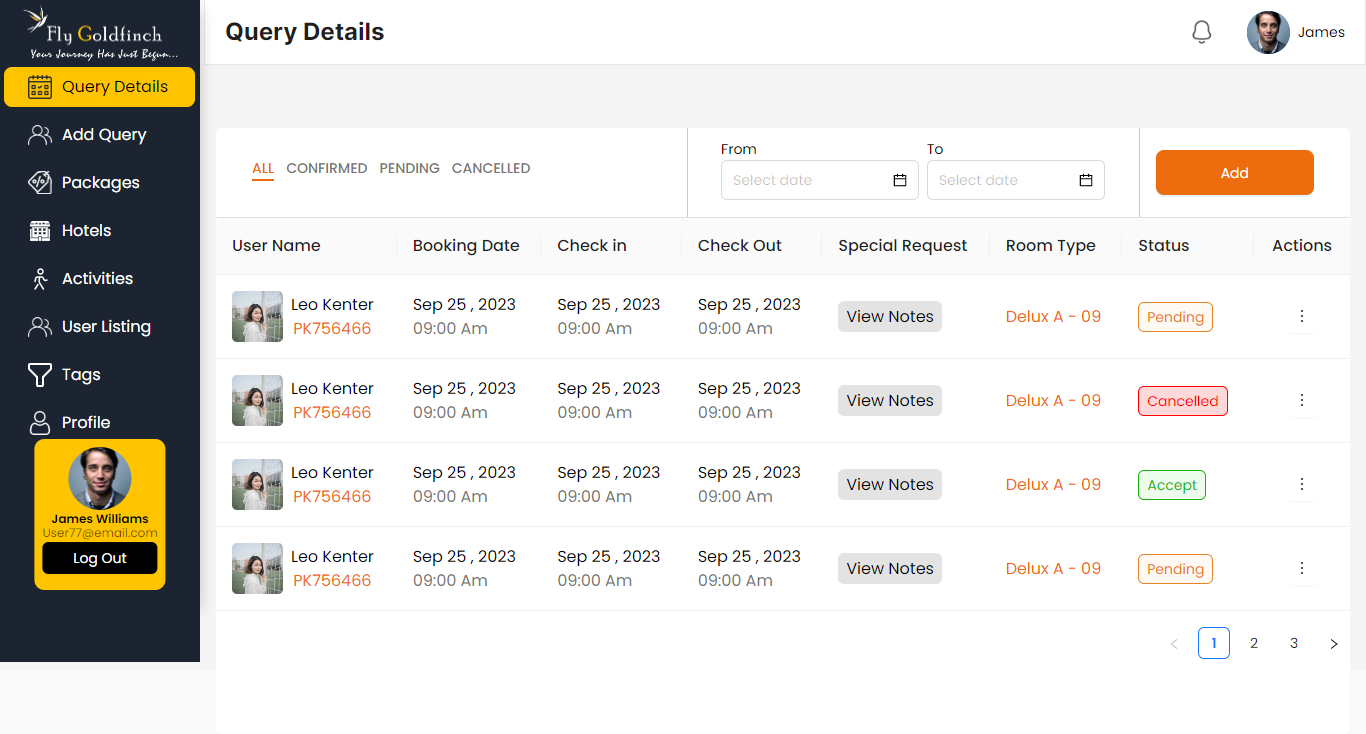 Fly Goldfinch
Your Journey Has Just Begun...
Query Details
James
Query Details
Add Query
Packages
Hotels
Activities
User Listing
Tags
Profile
James Williams
User77@email.com
Log Out
ALL CONFIRMED PENDING CANCELLED
From To
Select date Select date
Add
User Name Booking Date Check in Check Out Special Request Room Type Status Actions
Leo Kenter Sep 25 , 2023 Sep 25 , 2023 Sep 25 , 2023 View Notes Delux A - 09 Pending
PK756466 09:00 Am 09:00 Am 09:00 Am
Leo Kenter Sep 25 , 2023 Sep 25 , 2023 Sep 25 , 2023 View Notes Delux A - 09 Cancelled
PK756466 09:00 Am 09:00 Am 09:00 Am
Leo Kenter Sep 25 , 2023 Sep 25 , 2023 Sep 25 , 2023 View Notes Delux A - 09 Accept
PK756466 09:00 Am 09:00 Am 09:00 Am
Leo Kenter Sep 25 , 2023 Sep 25 , 2023 Sep 25 , 2023 View Notes Delux A - 09 Pending
PK756466 09:00 Am 09:00 Am 09:00 Am
< 1 2 3 >